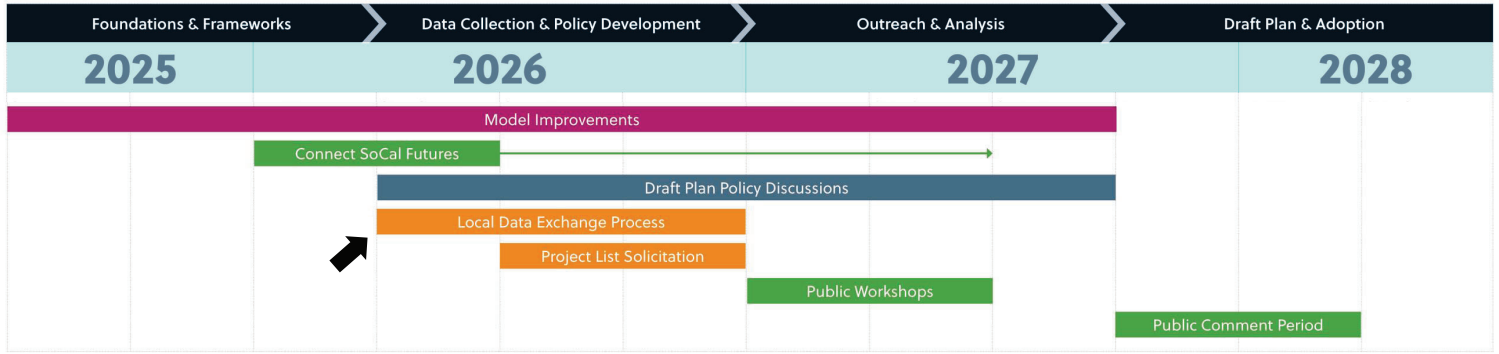 Foundations & Frameworks
Data Collection & Policy Development
Outreach & Analysis
Draft Plan & Adoption
2025
2026
2027
2028
Model Improvements
Connect SoCal Futures
Draft Plan Policy Discussions
Local Data Exchange Process
Project List Solicitation
Public Workshops
Public Comment Period